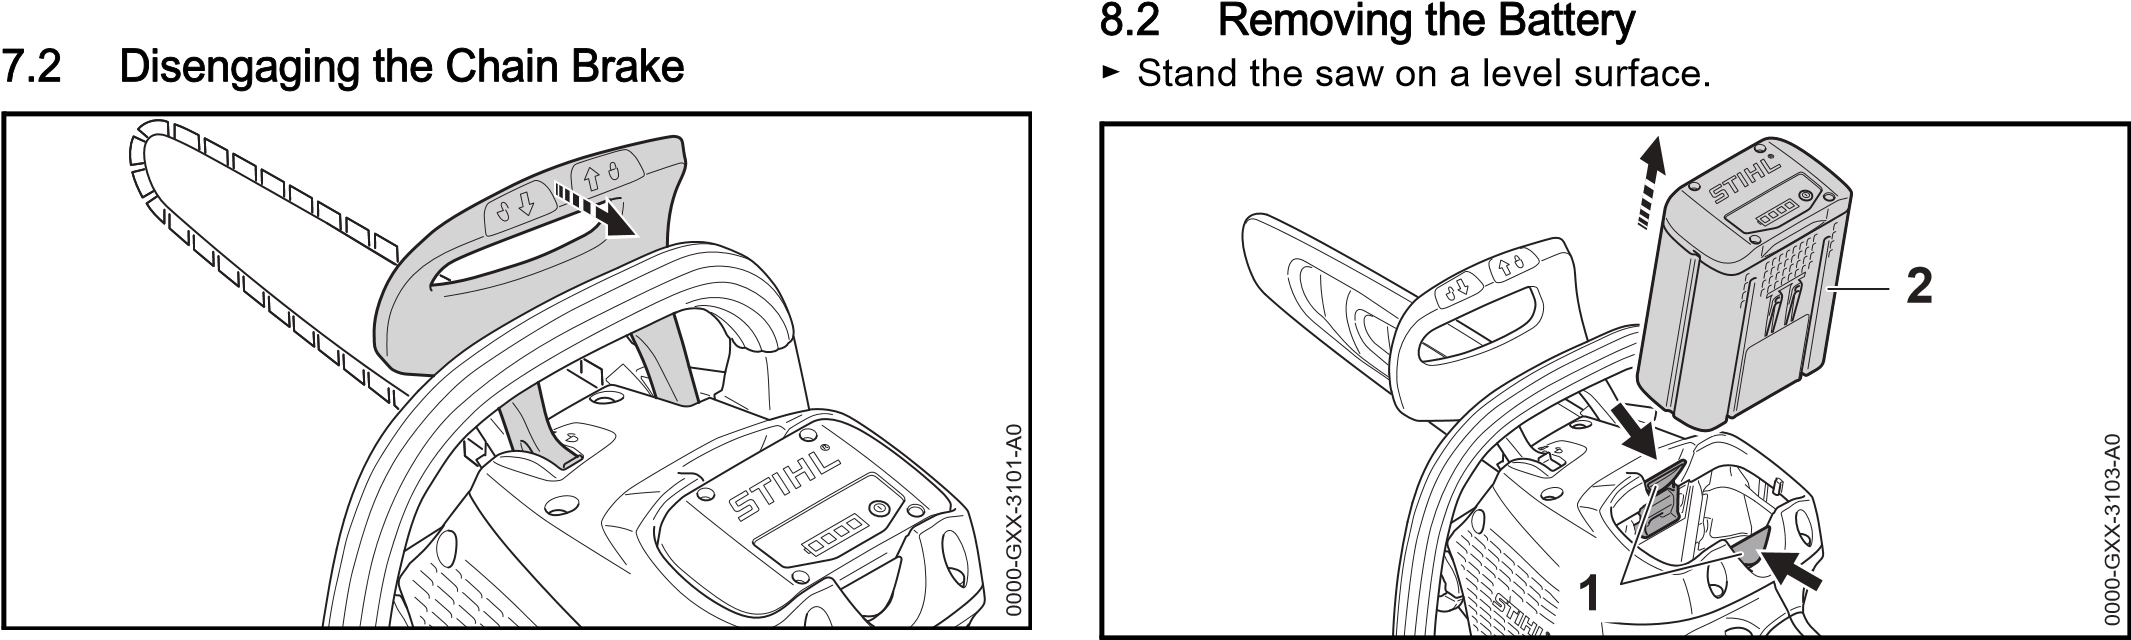 7.2 Disengaging the Chain Brake
STIHL®
0000-GXX-3101-A0
8.2 Removing the Battery
► Stand the saw on a level surface.
STIHL
2
1
STIHL
0000-GXX-3103-A0